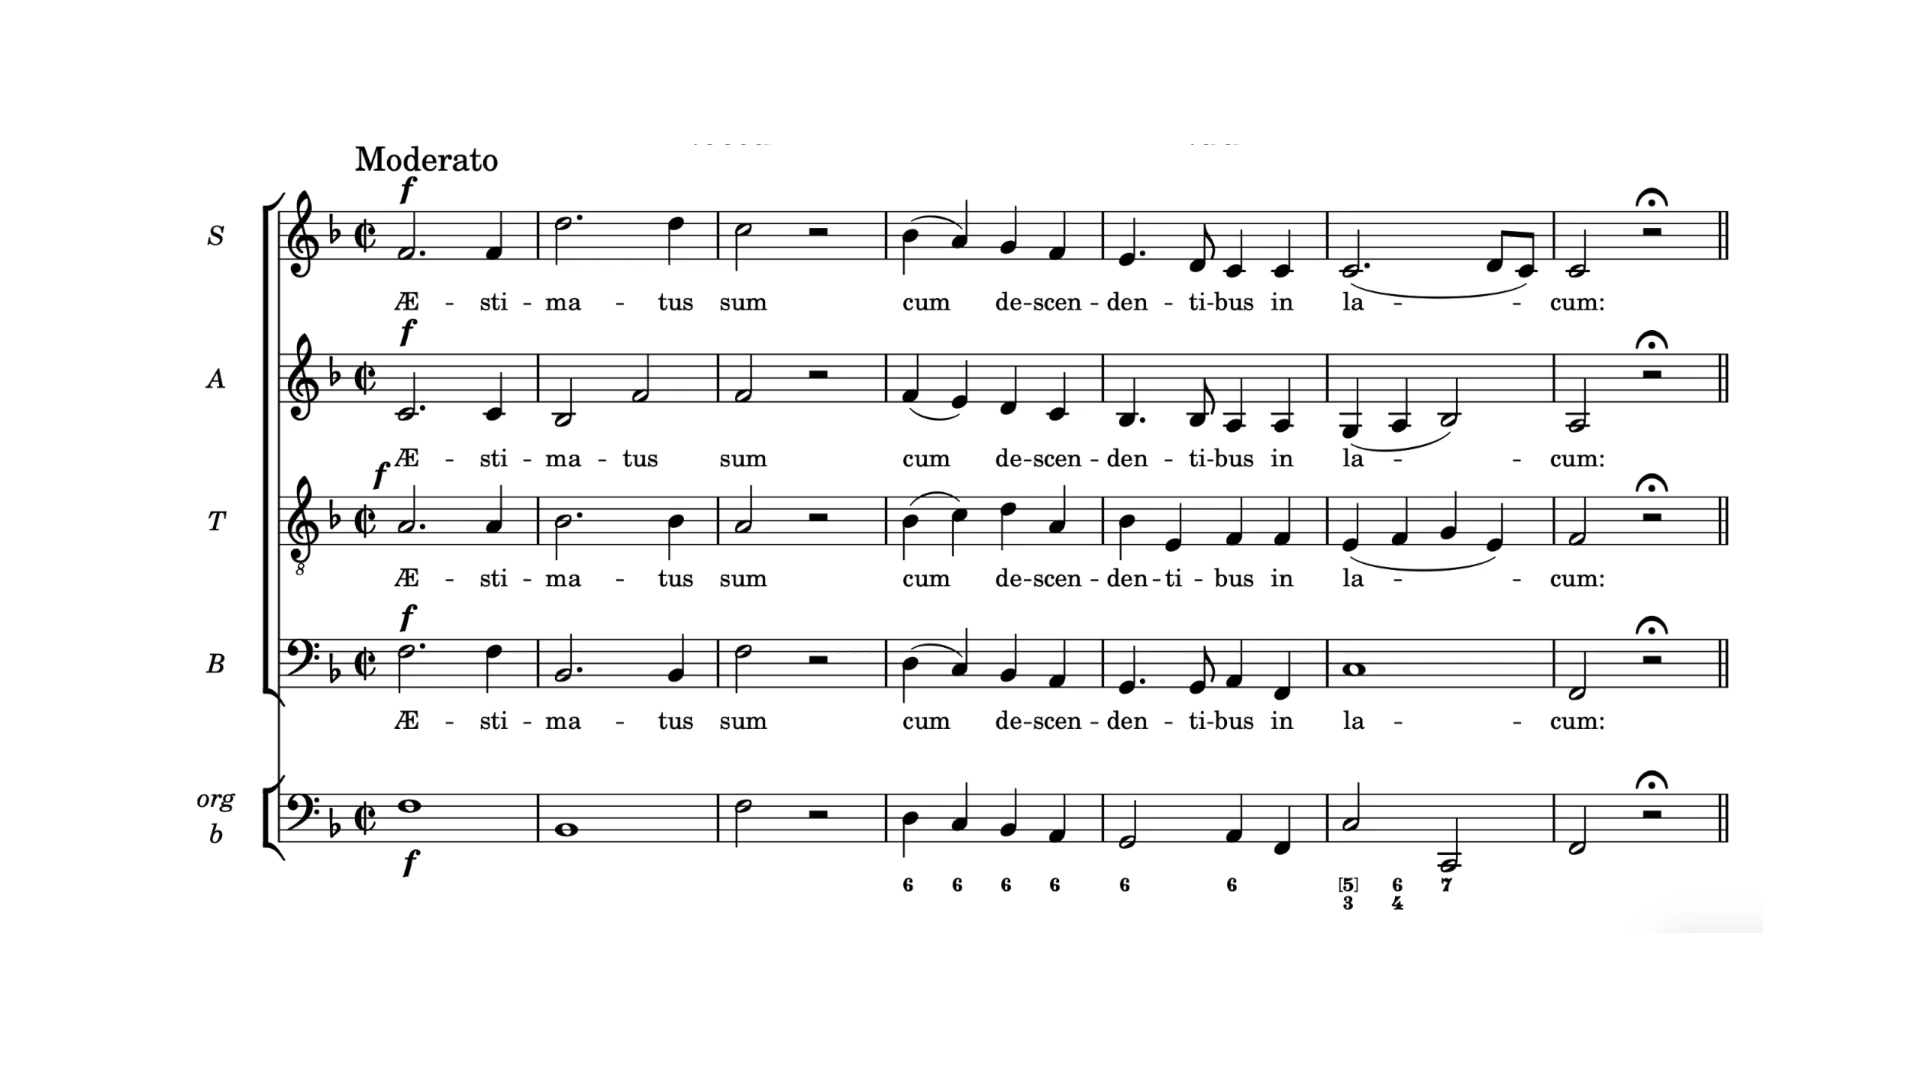 Moderato
f
S
Æ - sti - ma - tus sum cum de-scen-den - ti-bus in la - - cum:
f
A
Æ - sti - ma - tus sum cum de-scen-den - ti-bus in la - - cum:
f
T
8
Æ - sti - ma - tus sum cum de-scen-den-ti - bus in la - - cum:
f
B
Æ - sti - ma - tus sum cum de-scen-den - ti-bus in la - - cum:
org
b
f
6 6 6 6 6 6 [5] 6 7
3 4